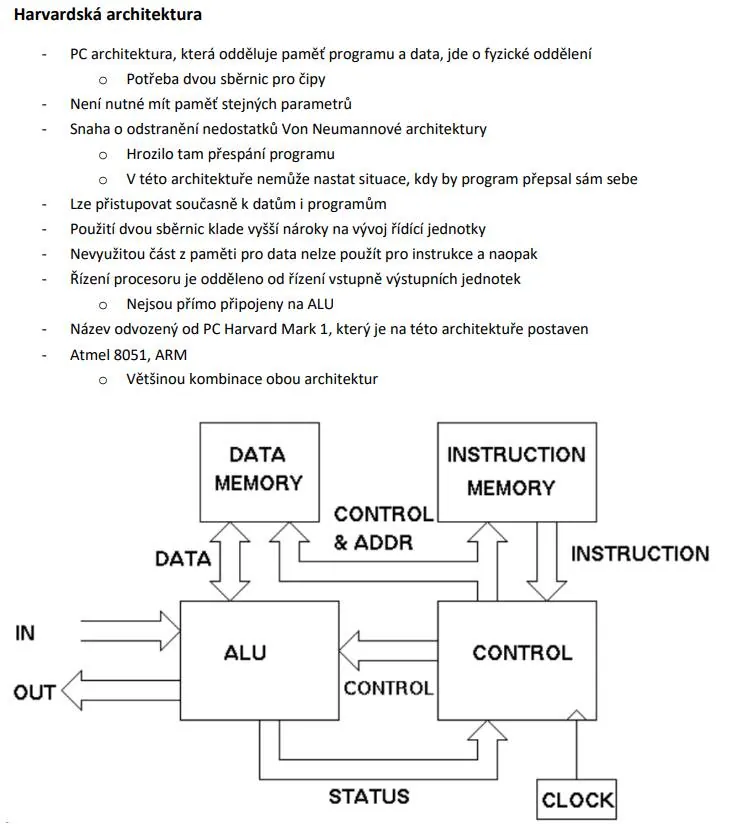 Harvardská architektura
- PC architektura, která odděluje paměť programu a data, jde o fyzické oddělení
o Potřeba dvou sběrnic pro čipy
- Není nutné mít paměť stejných parametrů
- Snaha o odstranění nedostatků Von Neumannové architektury
o Hrozilo tam přespání programu
o V této architektuře nemůže nastat situace, kdy by program přepsal sám sebe
- Lze přistupovat současně k datům i programům
- Použití dvou sběrnic klade vyšší nároky na vývoj řídící jednotky
- Nevyužitou část z paměti pro data nelze použít pro instrukce a naopak
- Řízení procesoru je odděleno od řízení vstupně výstupních jednotek
o Nejsou přímo připojeny na ALU
- Název odvozený od PC Harvard Mark 1, který je na této architektuře postaven
- Atmel 8051, ARM
o Většinou kombinace obou architektur
DATA
MEMORY
INSTRUCTION
MEMORY
CONTROL
& ADDR
DATA
INSTRUCTION
IN
ALU
CONTROL
OUT
CONTROL
STATUS
CLOCK